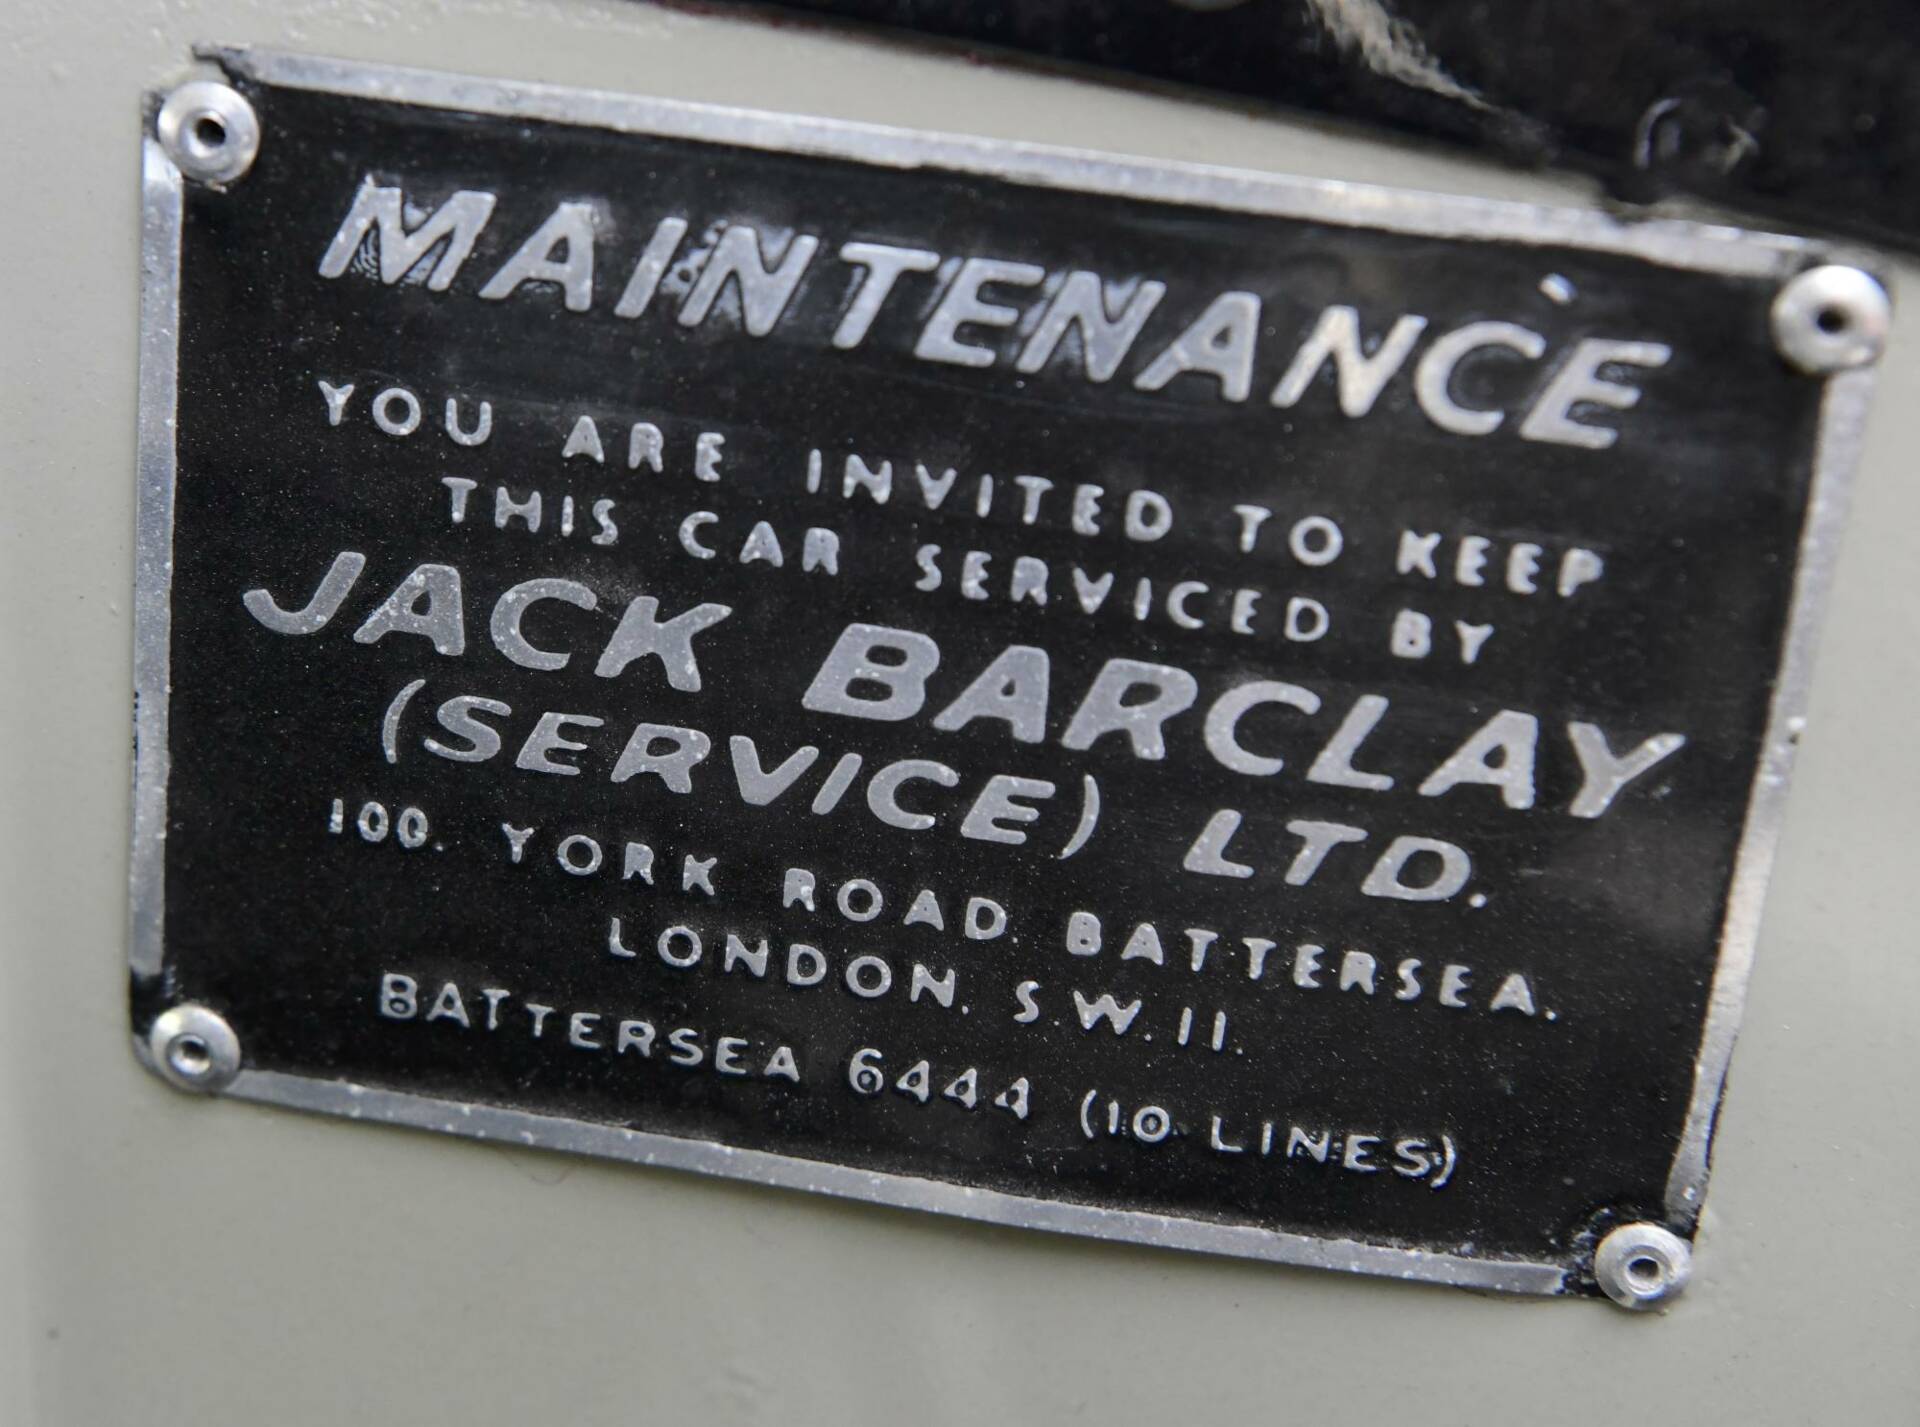 MAINTENANCE
YOU ARE INVITED TO KEEP
THIS CAR SERVICED BY
JACK BARCLAY
(SERVICE) LTD.
100. YORK ROAD. BATTERSEA.
LONDON. S.W.11.
BATTERSEA 6444 (10 LINES)